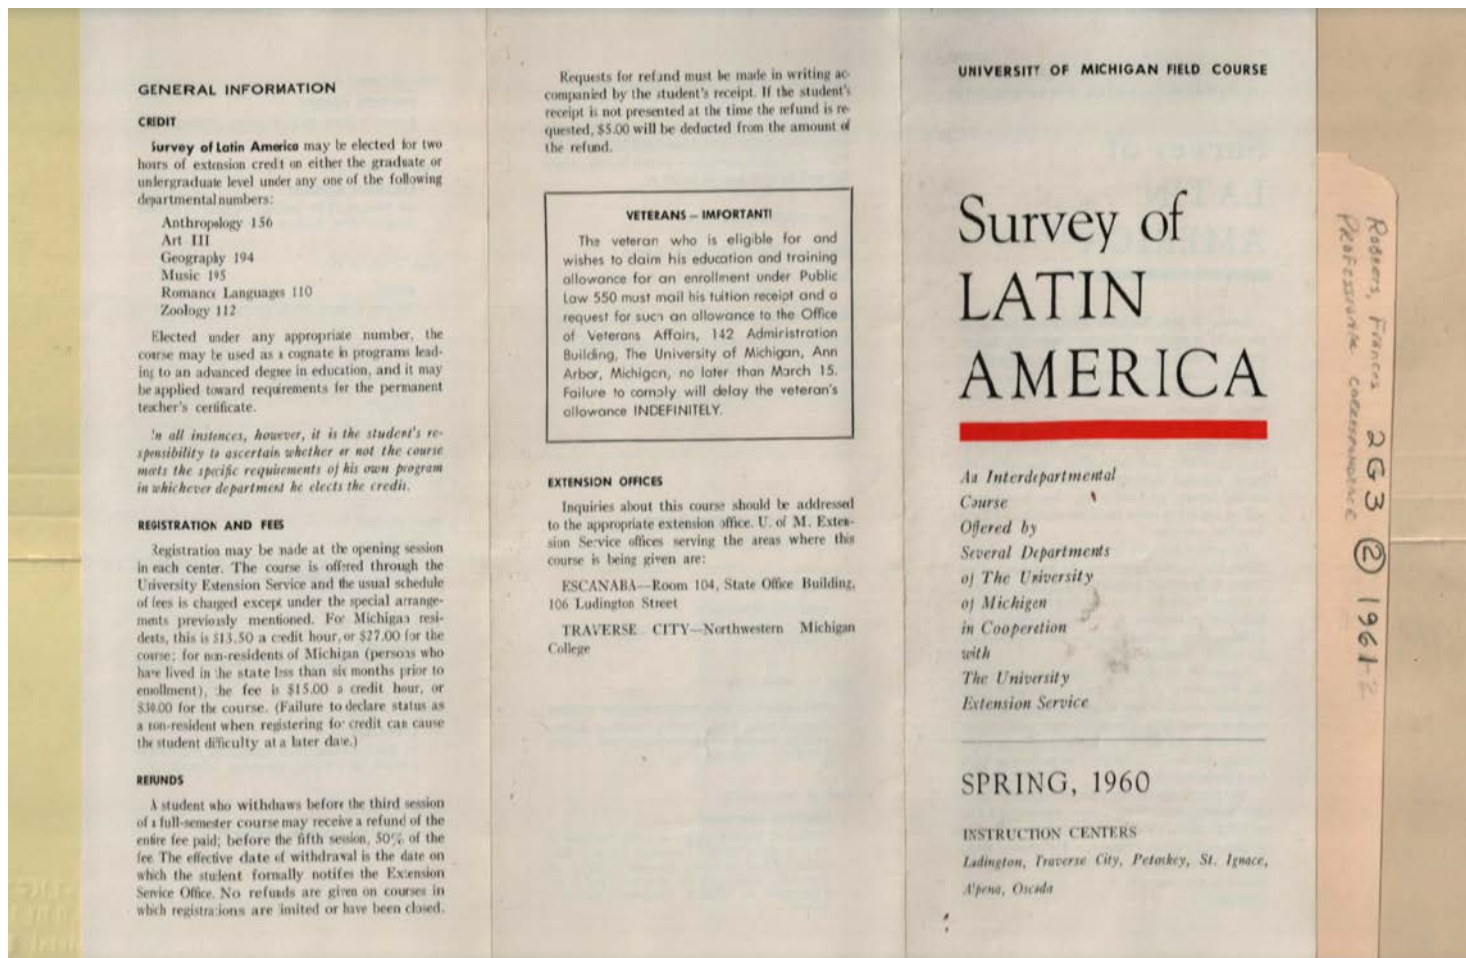 GENERAL INFORMATION
CREDIT
Survey of Latin America may be elected for two
hours of extension credit on either the graduate or
undergraduate level under any one of the following
departmental numbers:
Anthropology 156
Art III
Geography 194
Music 195
Romance Languages 110
Zoology 112
Elected under any appropriate number, the
course may be used as a cognate in programs lead-
ing to an advanced degree in education, and it may
be applied toward requirements for the permanent
teacher's certificate.
In all instances, however, it is the student's re-
sponsibility to ascertain whether or not the course
meets the specific requirements of his own program
in whichever department he elects the credit.
REGISTRATION AND FEES
Registration may be made at the opening session
in each center. The course is offered through the
University Extension Service and the usual schedule
of fees is charged except under the special arrange-
ments previously mentioned. For Michigan resi-
dents, this is $13.50 a credit hour, or $27.00 for the
course; for non-residents of Michigan (persons who
have lived in the state less than six months prior to
enrollment), the fee is $15.00 a credit hour, or
$30.00 for the course. (Failure to declare status as
a non-resident when registering for credit can cause
the student difficulty at a later date.)
REFUNDS
A student who withdraws before the third session
of a full-semester course may receive a refund of the
entire fee paid; before the fifth session, 50% of the
fee The effective date of withdrawal is the date on
which the student formally notifes the Extension
Service Office. No refunds are given on courses in
which registrations are limited or have been closed.
Requests for refund must be made in writing ac-
companied by the student's receipt. If the student's
receipt is not presented at the time the refund is re-
quested, $5.00 will be deducted from the amount of
the refund.
VETERANS – IMPORTANT!
The veteran who is eligible for and
wishes to claim his education and training
allowance for an enrollment under Public
Law 550 must mail his tuition receipt and a
request for such an allowance to the Office
of Veterans Affairs, 142 Administration
Building, The University of Michigan, Ann
Arbor, Michigan, no later than March 15.
Failure to comply will delay the veteran's
allowance INDEFINITELY.
EXTENSION OFFICES
Inquiries about this course should be addressed
to the appropriate extension office. U. of M. Exten-
sion Service offices serving the areas where this
course is being given are:
ESCANABA—Room 104, State Office Building,
106 Ludington Street
TRAVERSE CITY—Northwestern Michigan
College
UNIVERSITY OF MICHIGAN FIELD COURSE
Survey of
LATIN
AMERICA
An Interdepartmental
Course
Offered by
Several Departments
of The University
of Michigan
in Cooperation
with
The University
Extension Service
SPRING, 1960
INSTRUCTION CENTERS
Ludington, Traverse City, Petoskey, St. Ignace,
Alpena, Oscoda
Robbers, Frances 2G3 ② 1961-2
Professional correspondence